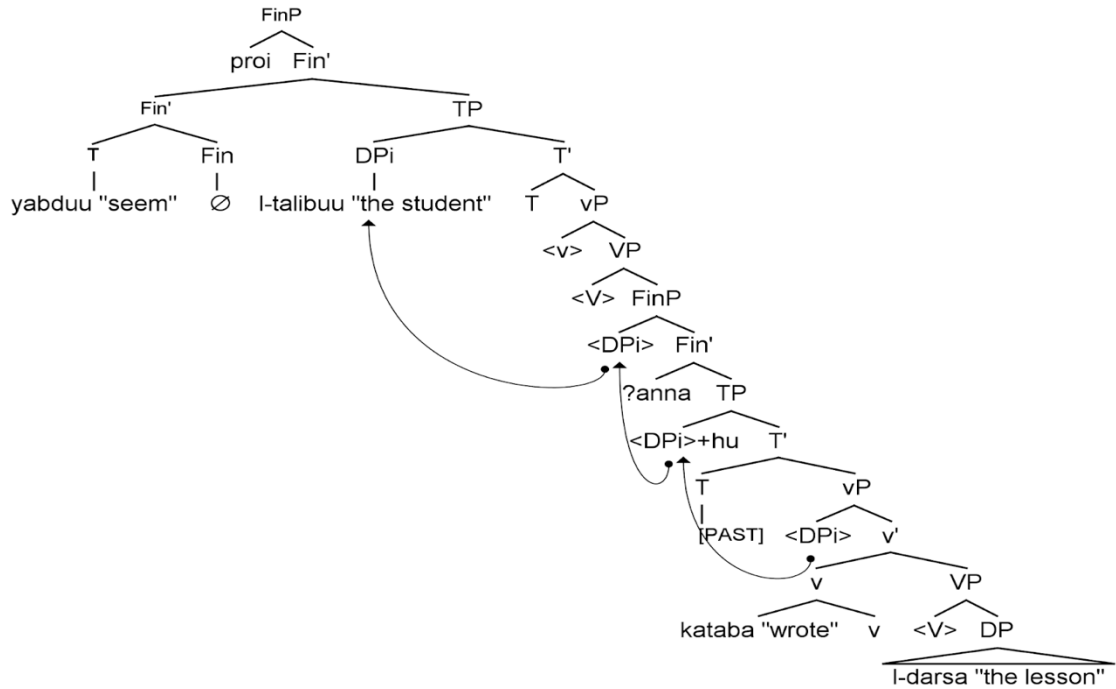 FinP
proi Fin'
Fin' TP
T Fin DPi T'
yabduu "seem" ∅ l-talibuu "the student" T vP
<v> VP
<V> FinP
<DPi> Fin'
?anna TP
<DPi>+hu T'
T vP
[PAST] <DPi> v'
v VP
kataba "wrote" v <V> DP
l-darsa "the lesson"